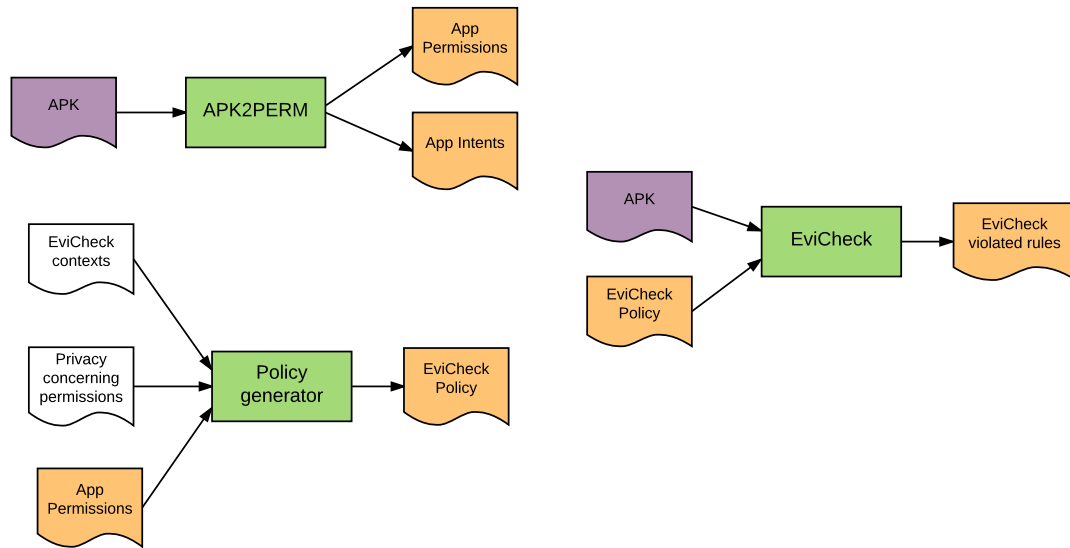 App
Permissions
APK
APK2PERM
App Intents
EviCheck
contexts
Privacy
concerning
permissions
Policy
generator
EviCheck
Policy
App
Permissions
APK
EviCheck
Policy
EviCheck
EviCheck
violated rules